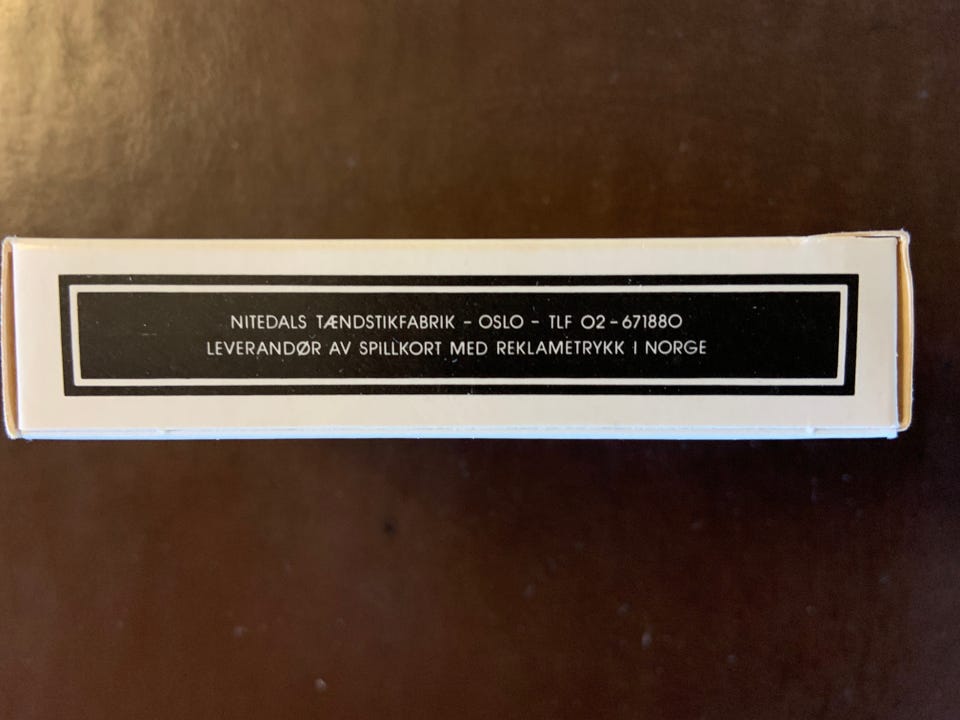 NITEDALS TÆNDSTIKFABRIK – OSLO – TLF 02 – 671880
LEVERANDØR AV SPILLKORT MED REKLAMETRYKK I NORGE